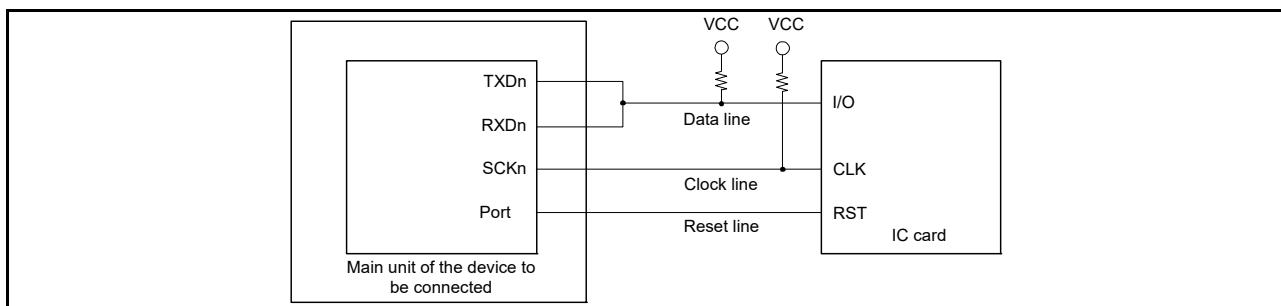 VCC VCC
TXDn
I/O
Data line
RXDn
SCKn
CLK
Clock line
Port
RST
Reset line
IC card
Main unit of the device to
be connected